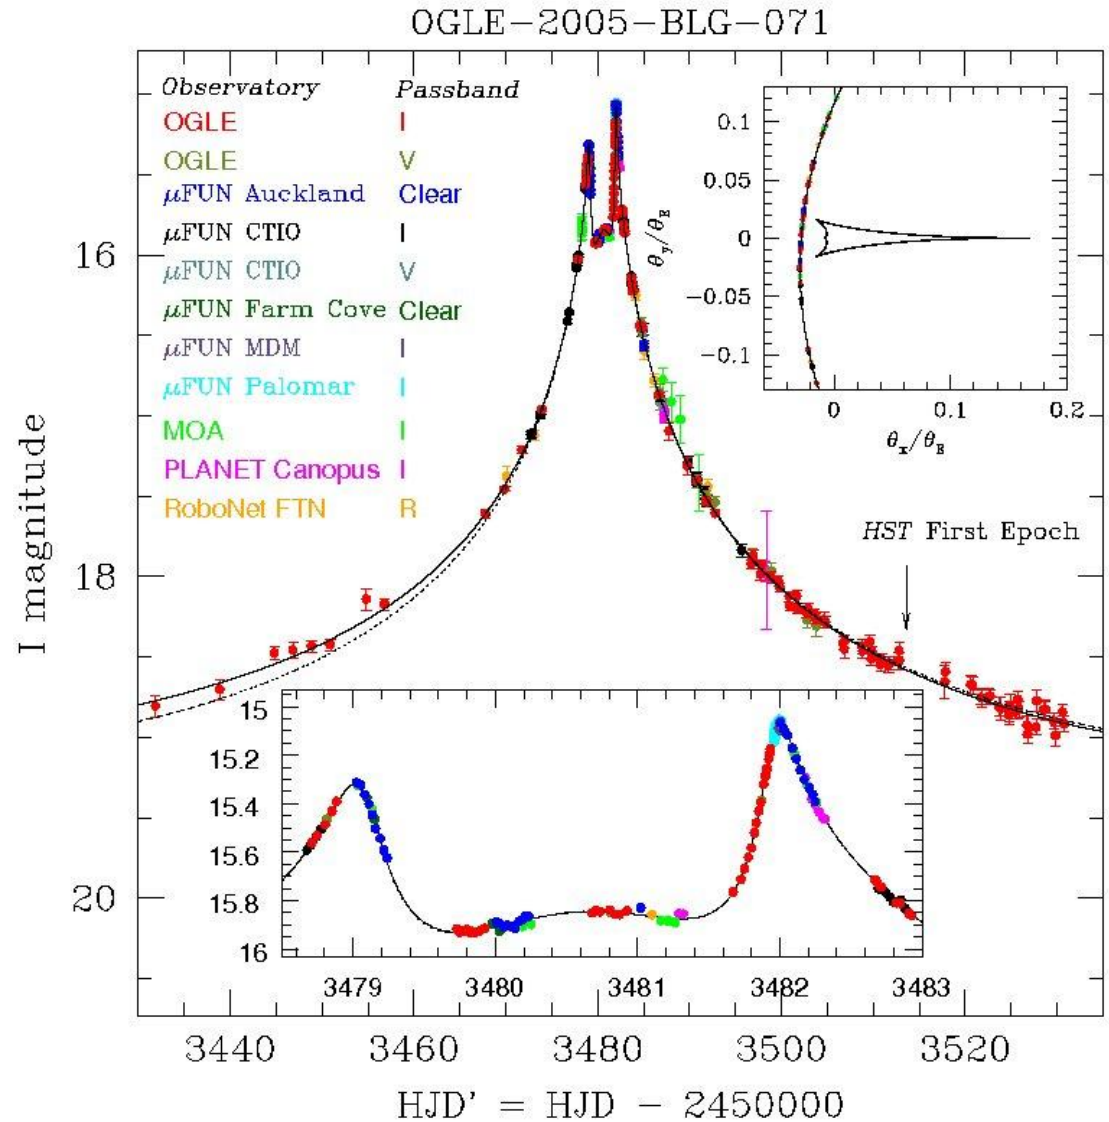 OGLE−2005−BLG−071
Observatory Passband
OGLE I
OGLE V
μFUN Auckland Clear
μFUN CTIO I
μFUN CTIO V
μFUN Farm Cove Clear
μFUN MDM I
μFUN Palomar I
MOA I
PLANET Canopus I
RoboNet FTN R
0.1
0.05
0
−0.05
−0.1
θy/θE
0 0.1 0.2
θx/θE
HST First Epoch
16
18
20
I magnitude
15
15.2
15.4
15.6
15.8
16
3479 3480 3481 3482 3483
3440 3460 3480 3500 3520
HJD' = HJD − 2450000